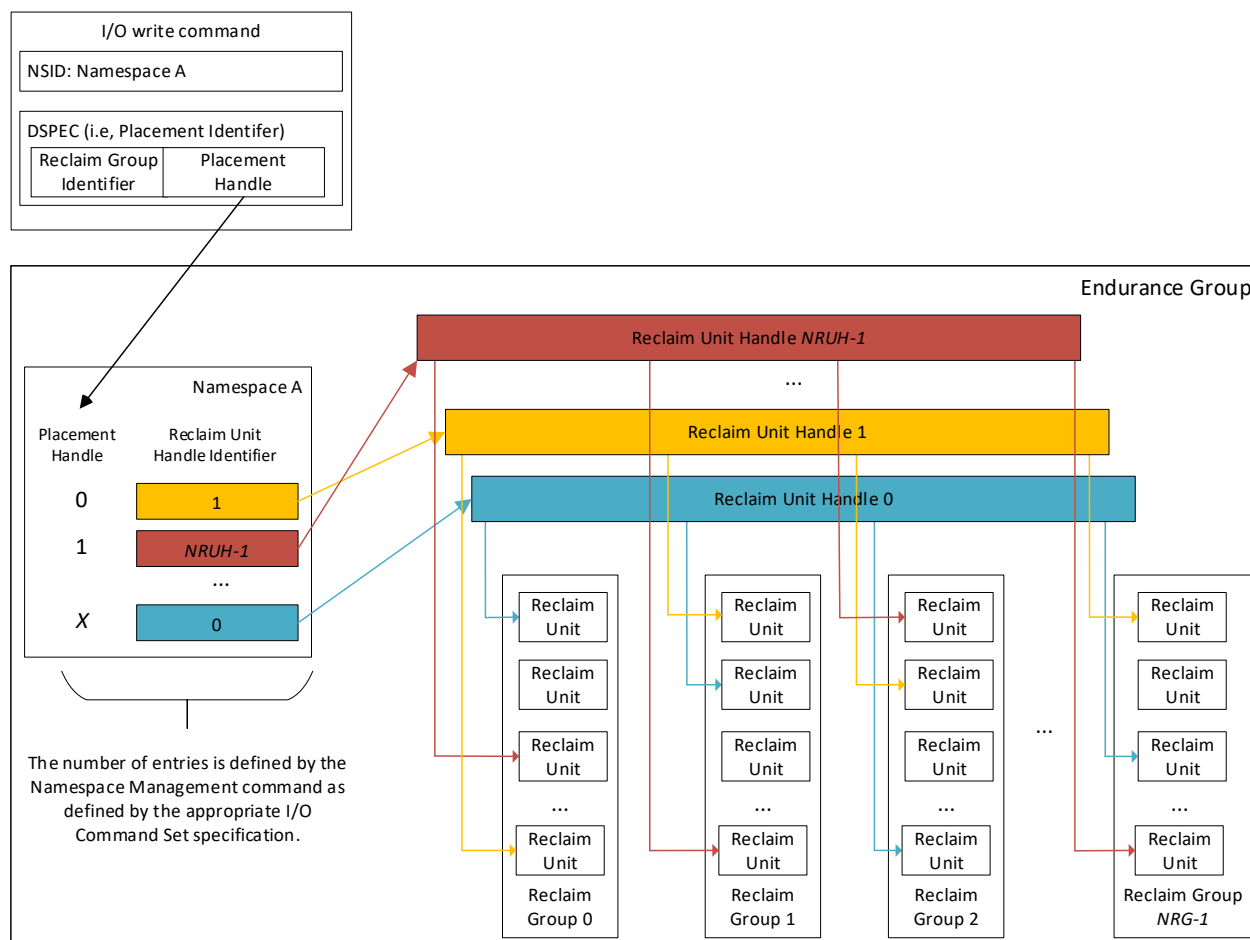 I/O write command
NSID: Namespace A
DSPEC (i.e, Placement Identifer)
Reclaim Group
Identifier
Placement
Handle
Endurance Group
Reclaim Unit Handle NRUH-1
...
Reclaim Unit Handle 1
Reclaim Unit Handle 0
Namespace A
Placement
Handle
Reclaim Unit
Handle Identifier
0
1
1
NRUH-1
...
X
0
The number of entries is defined by the
Namespace Management command as
defined by the appropriate I/O
Command Set specification.
Reclaim
Unit
Reclaim
Unit
Reclaim
Unit
...
Reclaim
Unit
Reclaim
Group 0
Reclaim
Unit
Reclaim
Unit
Reclaim
Unit
...
Reclaim
Unit
Reclaim
Group 1
Reclaim
Unit
Reclaim
Unit
Reclaim
Unit
...
Reclaim
Unit
Reclaim
Group 2
...
Reclaim
Unit
Reclaim
Unit
Reclaim
Unit
...
Reclaim
Unit
Reclaim Group
NRG-1